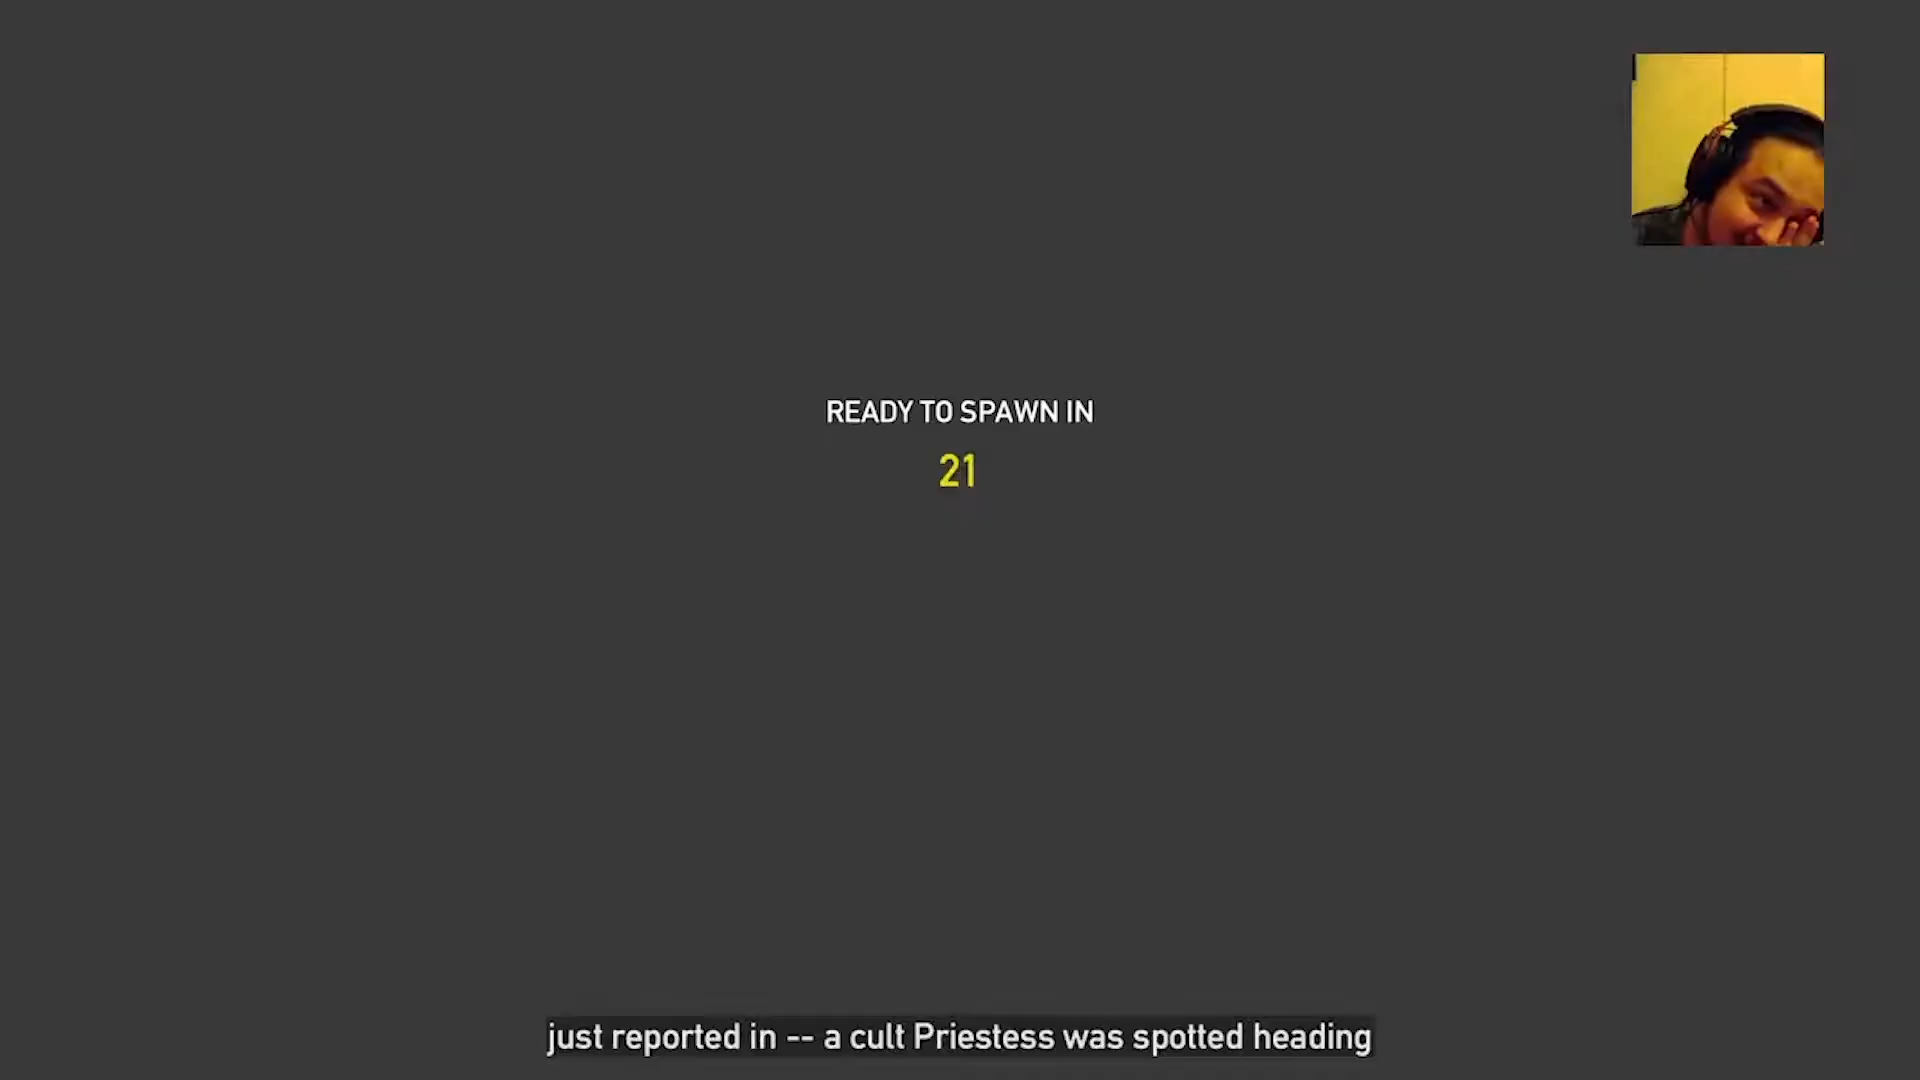 READY TO SPAWN IN
21
just reported in -- a cult Priestess was spotted heading